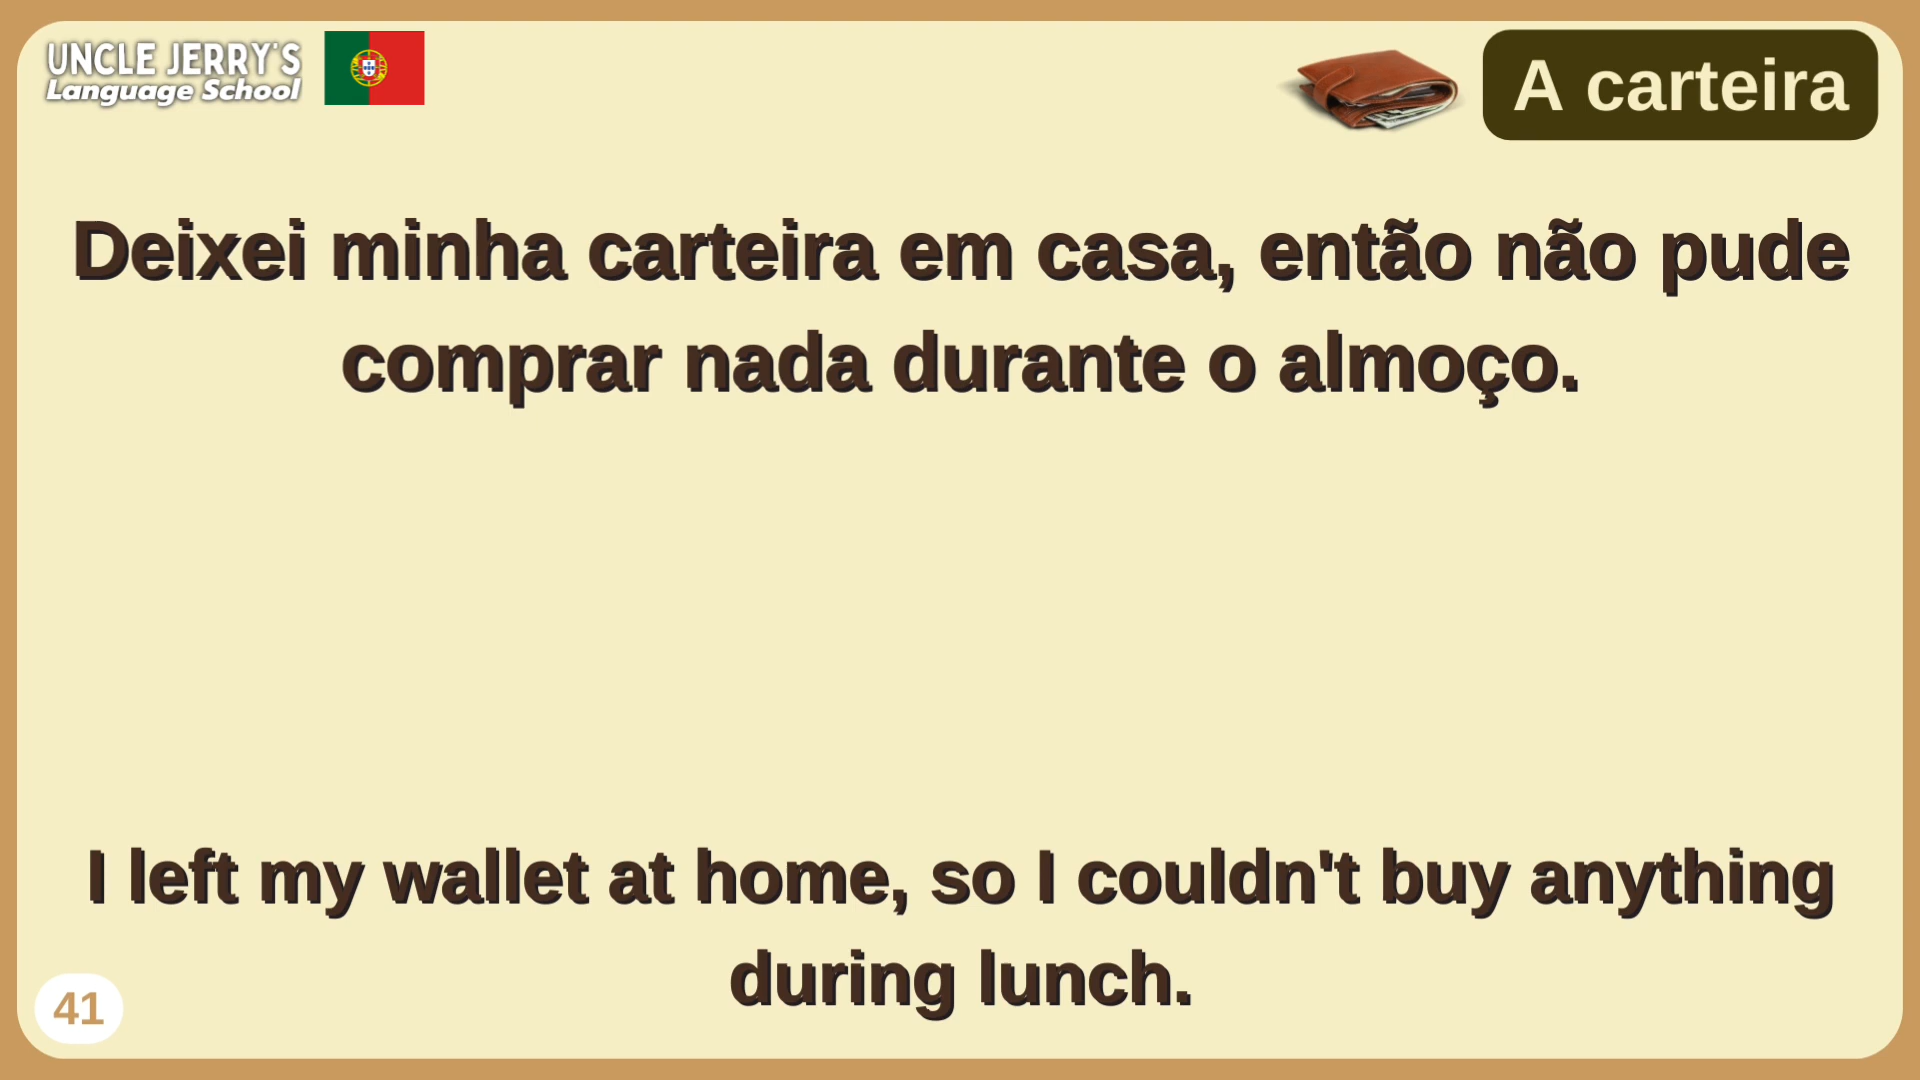 UNCLE JERRY'S
Language School
A carteira
Deixei minha carteira em casa, então não pude
comprar nada durante o almoço.
I left my wallet at home, so I couldn't buy anything
during lunch.
41